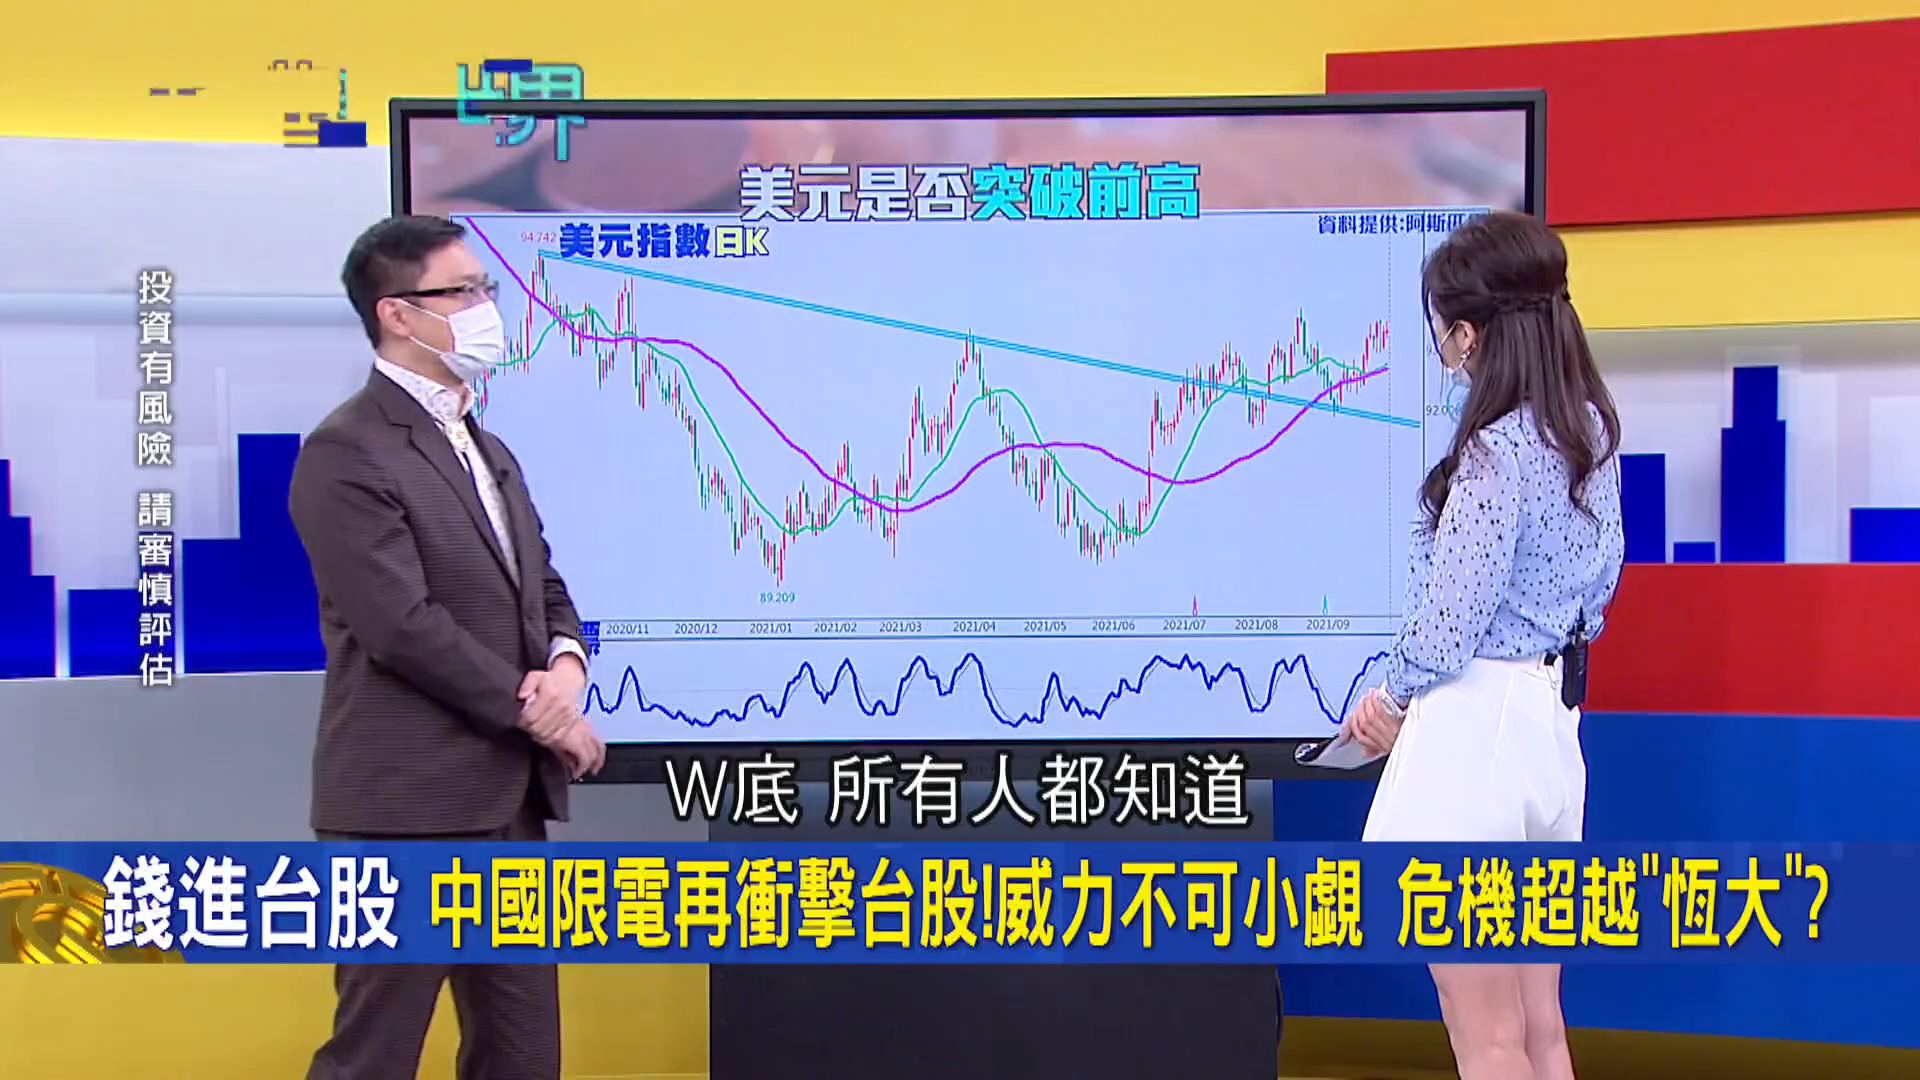 美元是否突破前高
94.742
美元指數日K
資料提供:阿斯匹
92.00
89.209
2020/11 2020/12 2021/01 2021/02 2021/03 2021/04 2021/05 2021/06 2021/07 2021/08 2021/09
投資有風險 請審慎評估
W底 所有人都知道
錢進台股 中國限電再衝擊台股!威力不可小覷 危機超越"恆大"?